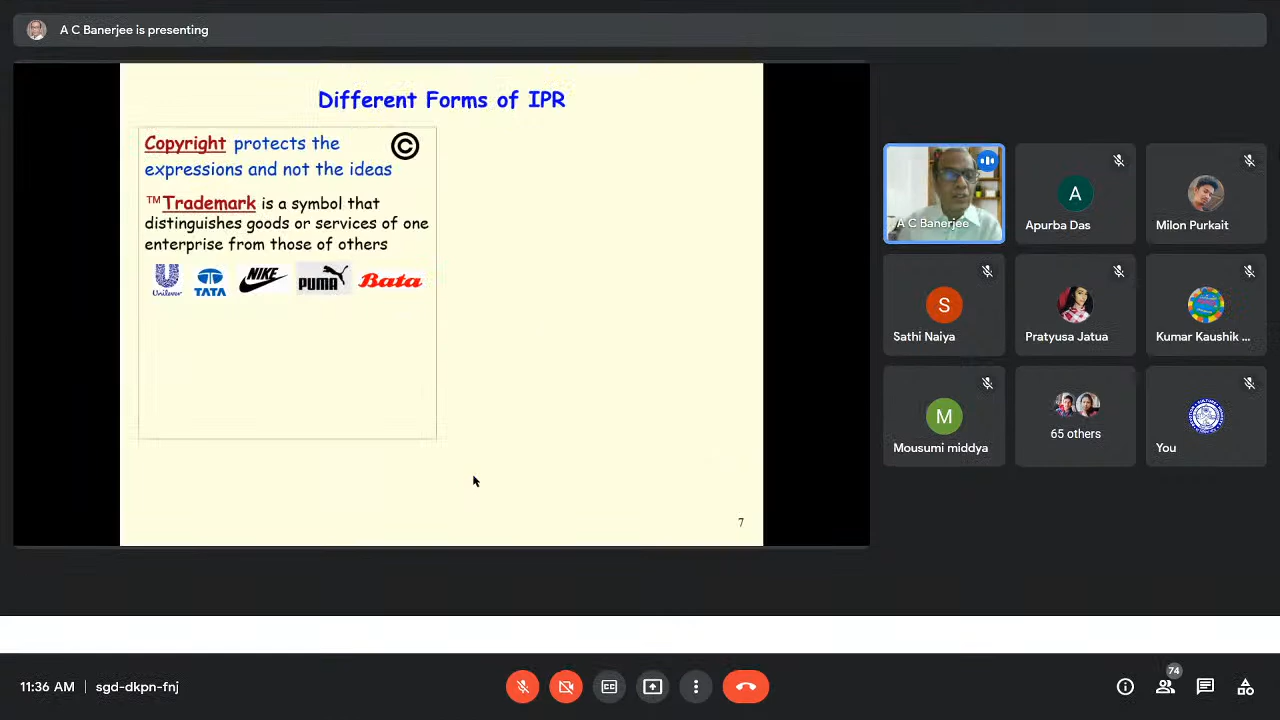 A C Banerjee is presenting
Different Forms of IPR
Copyright protects the
expressions and not the ideas
©
™Trademark is a symbol that
distinguishes goods or services of one
enterprise from those of others
Unilever
TATA
NIKE
PUMA
Bata
7
A C Banerjee
A
Apurba Das
Milon Purkait
S
Sathi Naiya
Pratyusa Jatua
Kumar Kaushik ...
M
Mousumi middya
65 others
You
11:36 AM
sgd-dkpn-fnj
74